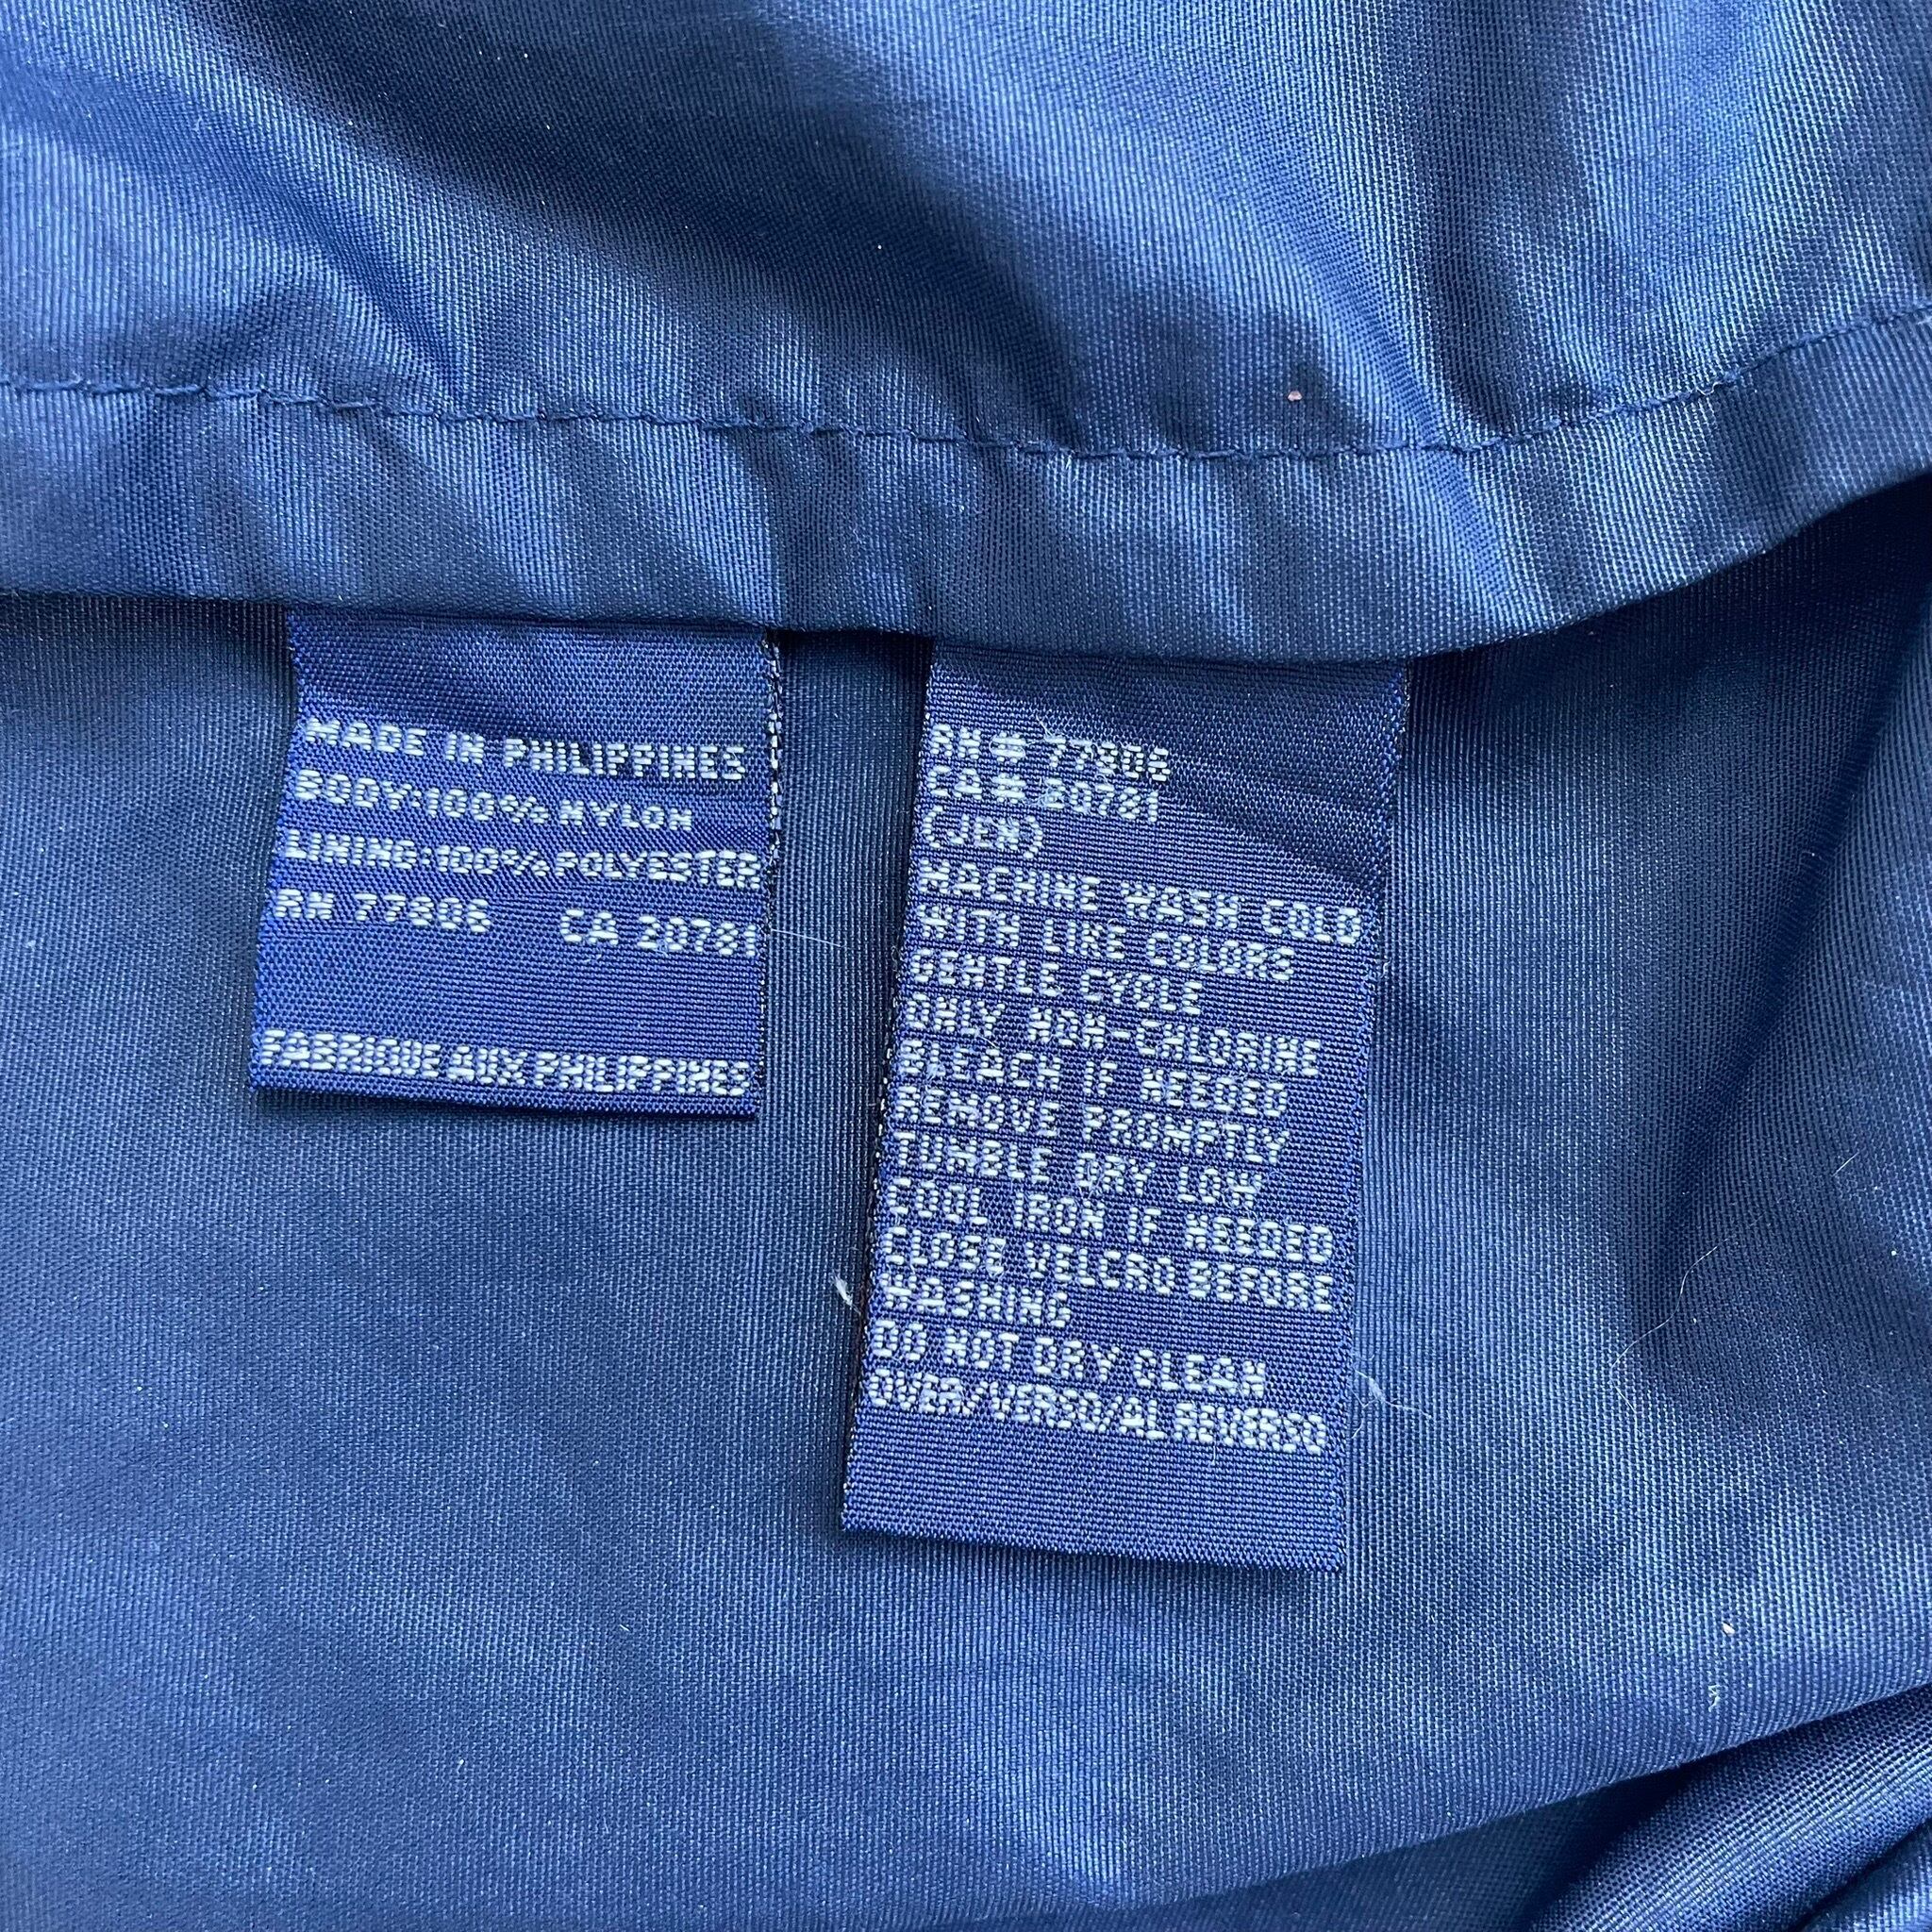 MADE IN PHILIPPINES
BODY:100% NYLON
LINING:100% POLYESTER
RN 77806 CA 20781
FABRIQUE AUX PHILIPPINES
RN # 77806
CA # 20781
(JEN)
MACHINE WASH COLD
WITH LIKE COLORS
GENTLE CYCLE
ONLY NON-CHLORINE
BLEACH IF NEEDED
REMOVE PROMPTLY
TUMBLE DRY LOW
COOL IRON IF NEEDED
CLOSE VELCRO BEFORE
WASHING
DO NOT DRY CLEAN
OVER/VERSO/AL REVERSO